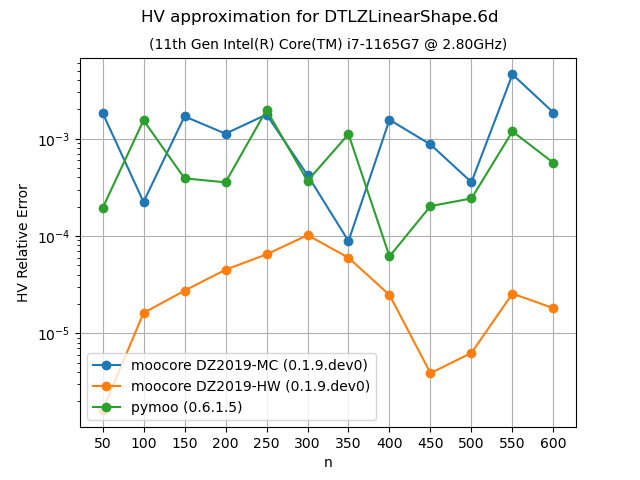 HV approximation for DTLZLinearShape.6d
(11th Gen Intel(R) Core(TM) i7-1165G7 @ 2.80GHz)
HV Relative Error
10⁻³
10⁻⁴
10⁻⁵
moocore DZ2019-MC (0.1.9.dev0)
moocore DZ2019-HW (0.1.9.dev0)
pymoo (0.6.1.5)
50 100 150 200 250 300 350 400 450 500 550 600
n